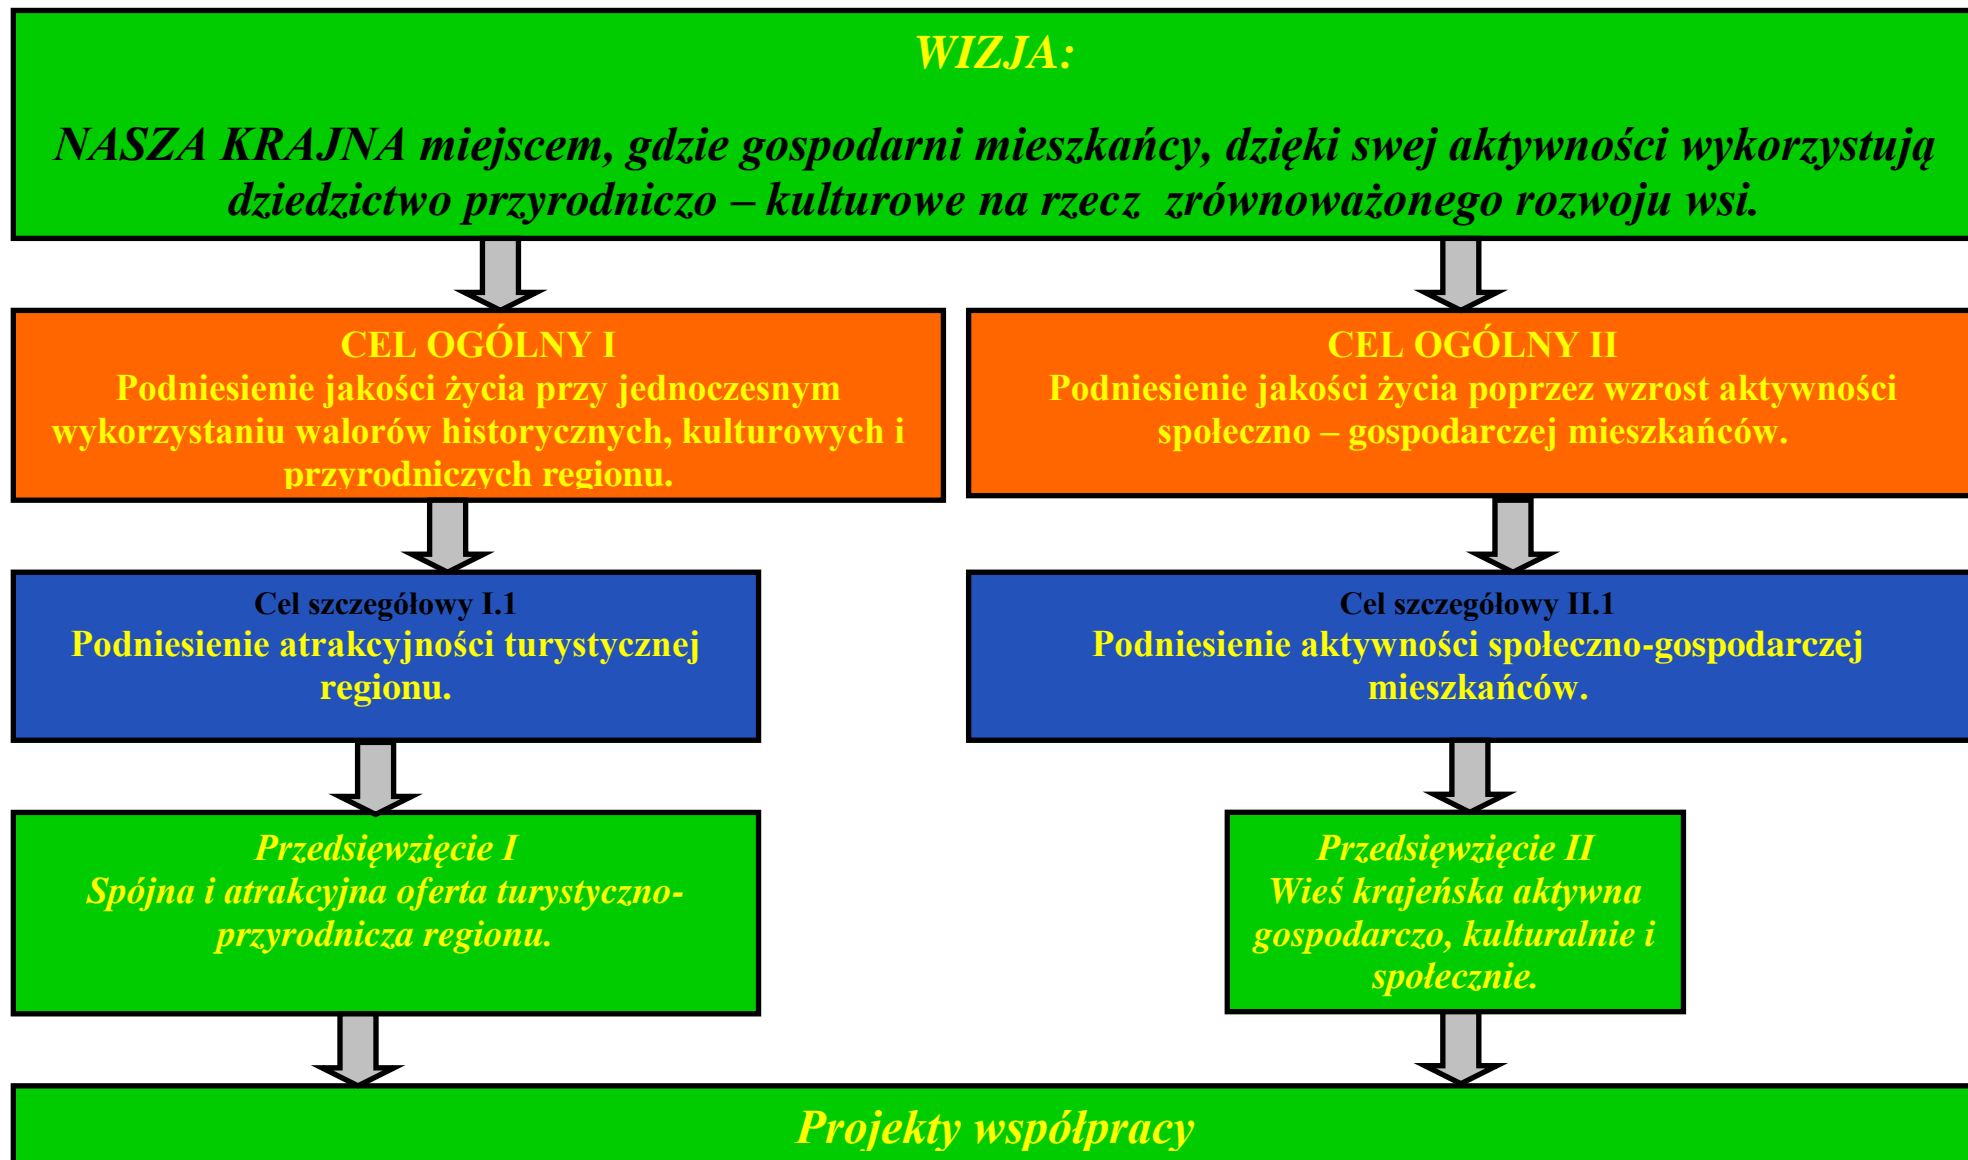 WIZJA:
NASZA KRAJNA miejscem, gdzie gospodarni mieszkańcy, dzięki swej aktywności wykorzystują
dziedzictwo przyrodniczo – kulturowe na rzecz zrównoważonego rozwoju wsi.
CEL OGÓLNY I
Podniesienie jakości życia przy jednoczesnym
wykorzystaniu walorów historycznych, kulturowych i
przyrodniczych regionu.
CEL OGÓLNY II
Podniesienie jakości życia poprzez wzrost aktywności
społeczno – gospodarczej mieszkańców.
Cel szczegółowy I.1
Podniesienie atrakcyjności turystycznej
regionu.
Cel szczegółowy II.1
Podniesienie aktywności społeczno-gospodarczej
mieszkańców.
Przedsięwzięcie I
Spójna i atrakcyjna oferta turystyczno-
przyrodnicza regionu.
Przedsięwzięcie II
Wieś krajeńska aktywna
gospodarczo, kulturalnie i
społecznie.
Projekty współpracy